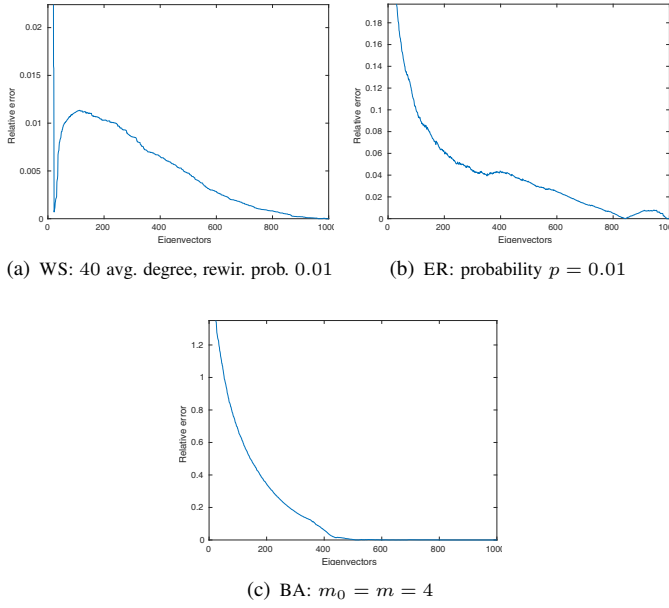 0.02
0.015
0.01
0.005
0
Relative error
0 200 400 600 800 1000
Eigenvectors
(a) WS: 40 avg. degree, rewir. prob. 0.01
0.18
0.16
0.14
0.12
0.1
0.08
0.06
0.04
0.02
0
Relative error
0 200 400 600 800 1000
Eigenvectors
(b) ER: probability p = 0.01
1.2
1
0.8
0.6
0.4
0.2
0
Relative error
0 200 400 600 800 1000
Eigenvectors
(c) BA: m₀ = m = 4